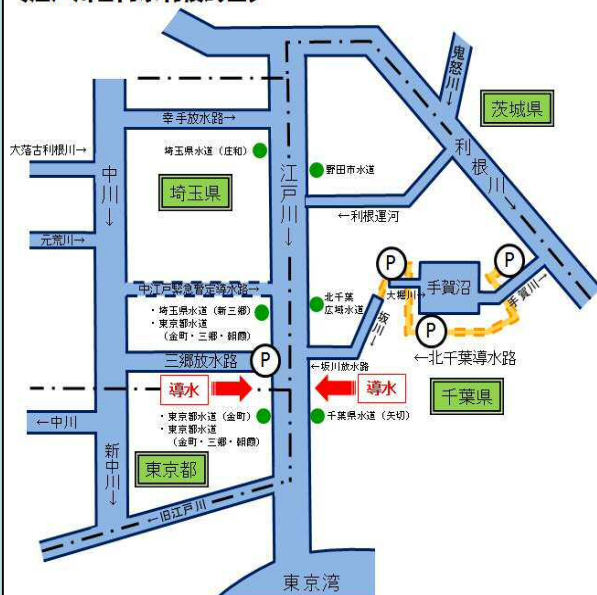 鬼怒川→
茨城県
幸手放水路→
大落古利根川→
埼玉県水道（庄和）
野田市水道
利根川→
中川→
江戸川→
埼玉県
←利根運河
元荒川→
P
P
手賀沼
中江戸緊急暫定導水路→
大堀川→
手賀川→
・埼玉県水道（新三郷）
・東京都水道
（金町・三郷・朝霞）
北千葉
広域水道
坂川→
P
三郷放水路
P
←坂川放水路
←北千葉導水路
導水
導水
千葉県
←中川
・東京都水道（金町）
・東京都水道
（金町・三郷・朝霞）
千葉県水道（矢切）
新中川→
東京都
←旧江戸川
東京湾